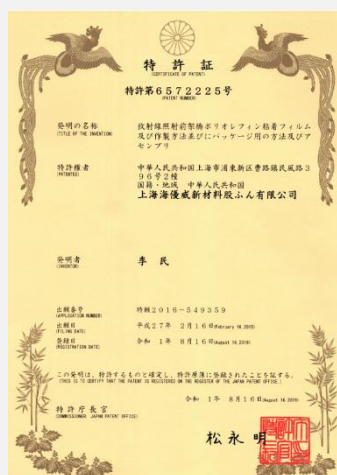 特許証
(CERTIFICATE OF PATENT)
特許第6572225号
(PATENT NUMBER)
発明の名称
(TITLE OF THE INVENTION)
放射線照射前架橋ポリオレフィン粘着フィルム
及び作製方法並びにパッケージ用の方法及びア
センブリ
特許権者
(PATENTEE)
中華人民共和国上海市浦東新区曹路鎮民風路3
96号2幢
国籍・地域 中華人民共和国
上海海優威新材料股ふん有限公司
発明者
(INVENTOR)
李 民
出願番号
(APPLICATION NUMBER)
特願2016-549359
出願日
(FILING DATE)
平成27年 2月16日(February 16,2015)
登録日
(REGISTRATION DATE)
令和 1年 8月16日(August 16,2019)
この発明は、特許するものと確定し、特許原簿に登録されたことを証する。
(THIS IS TO CERTIFY THAT THE PATENT IS REGISTERED ON THE REGISTER OF THE JAPAN PATENT OFFICE.)
令和 1年 8月16日(August 16,2019)
特許庁長官
(COMMISSIONER, JAPAN PATENT OFFICE)
松永 明